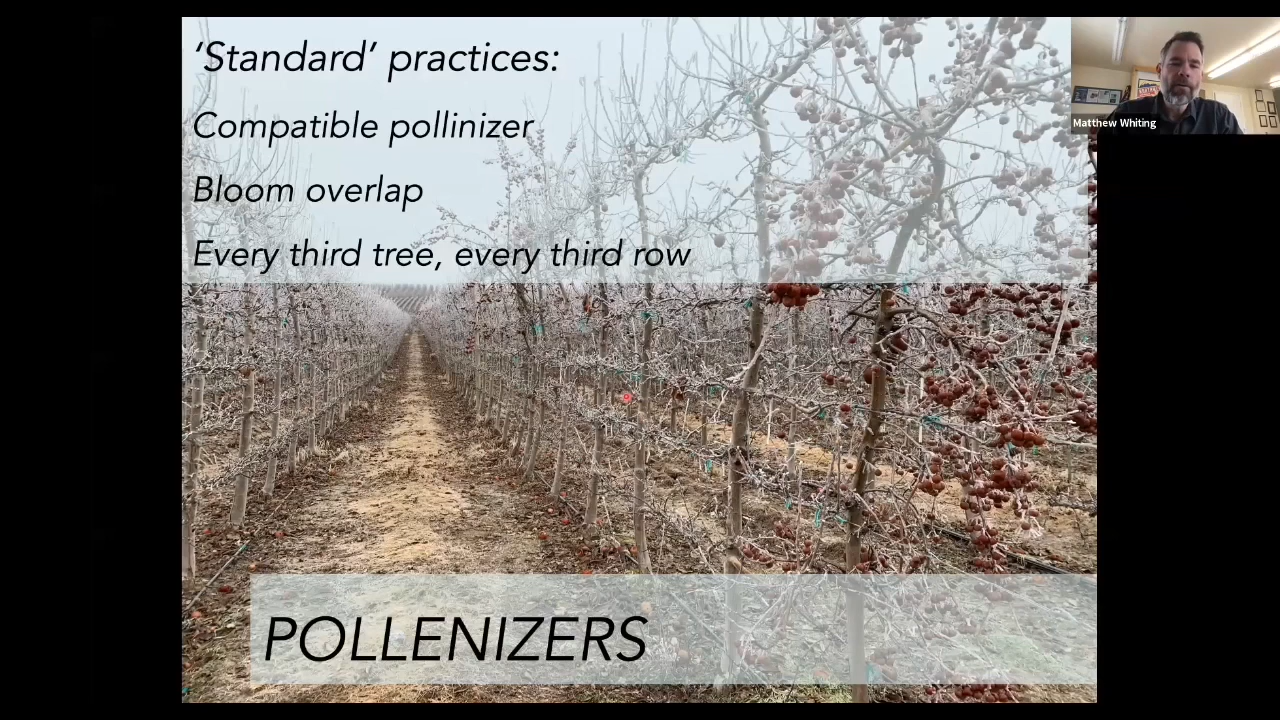 ‘Standard’ practices:
Compatible pollinizer
Bloom overlap
Every third tree, every third row
POLLENIZERS
Matthew Whiting